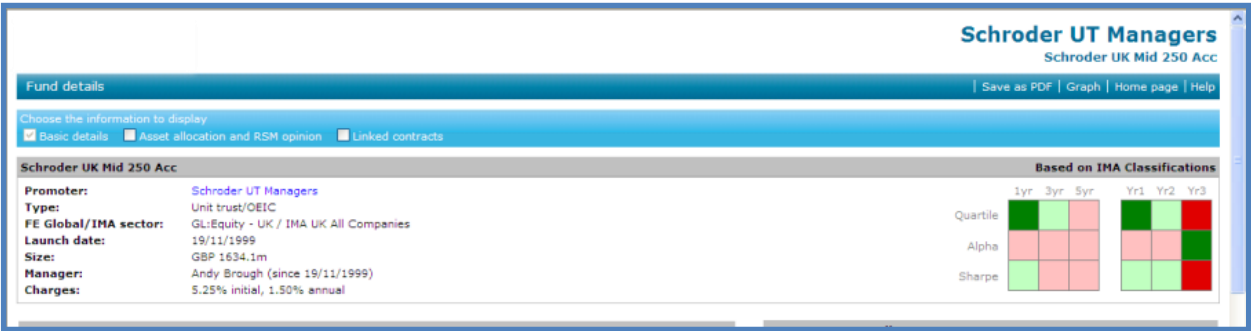 Schroder UT Managers
Schroder UK Mid 250 Acc
Fund details | Save as PDF | Graph | Home page | Help
Choose the information to display
Basic details Asset allocation and RSM opinion Linked contracts
Schroder UK Mid 250 Acc Based on IMA Classifications
Promoter: Schroder UT Managers 1yr 3yr 5yr Yr1 Yr2 Yr3
Type: Unit trust/OEIC Quartile
FE Global/IMA sector: GL:Equity - UK / IMA UK All Companies
Launch date: 19/11/1999 Alpha
Size: GBP 1634.1m
Manager: Andy Brough (since 19/11/1999) Sharpe
Charges: 5.25% initial, 1.50% annual